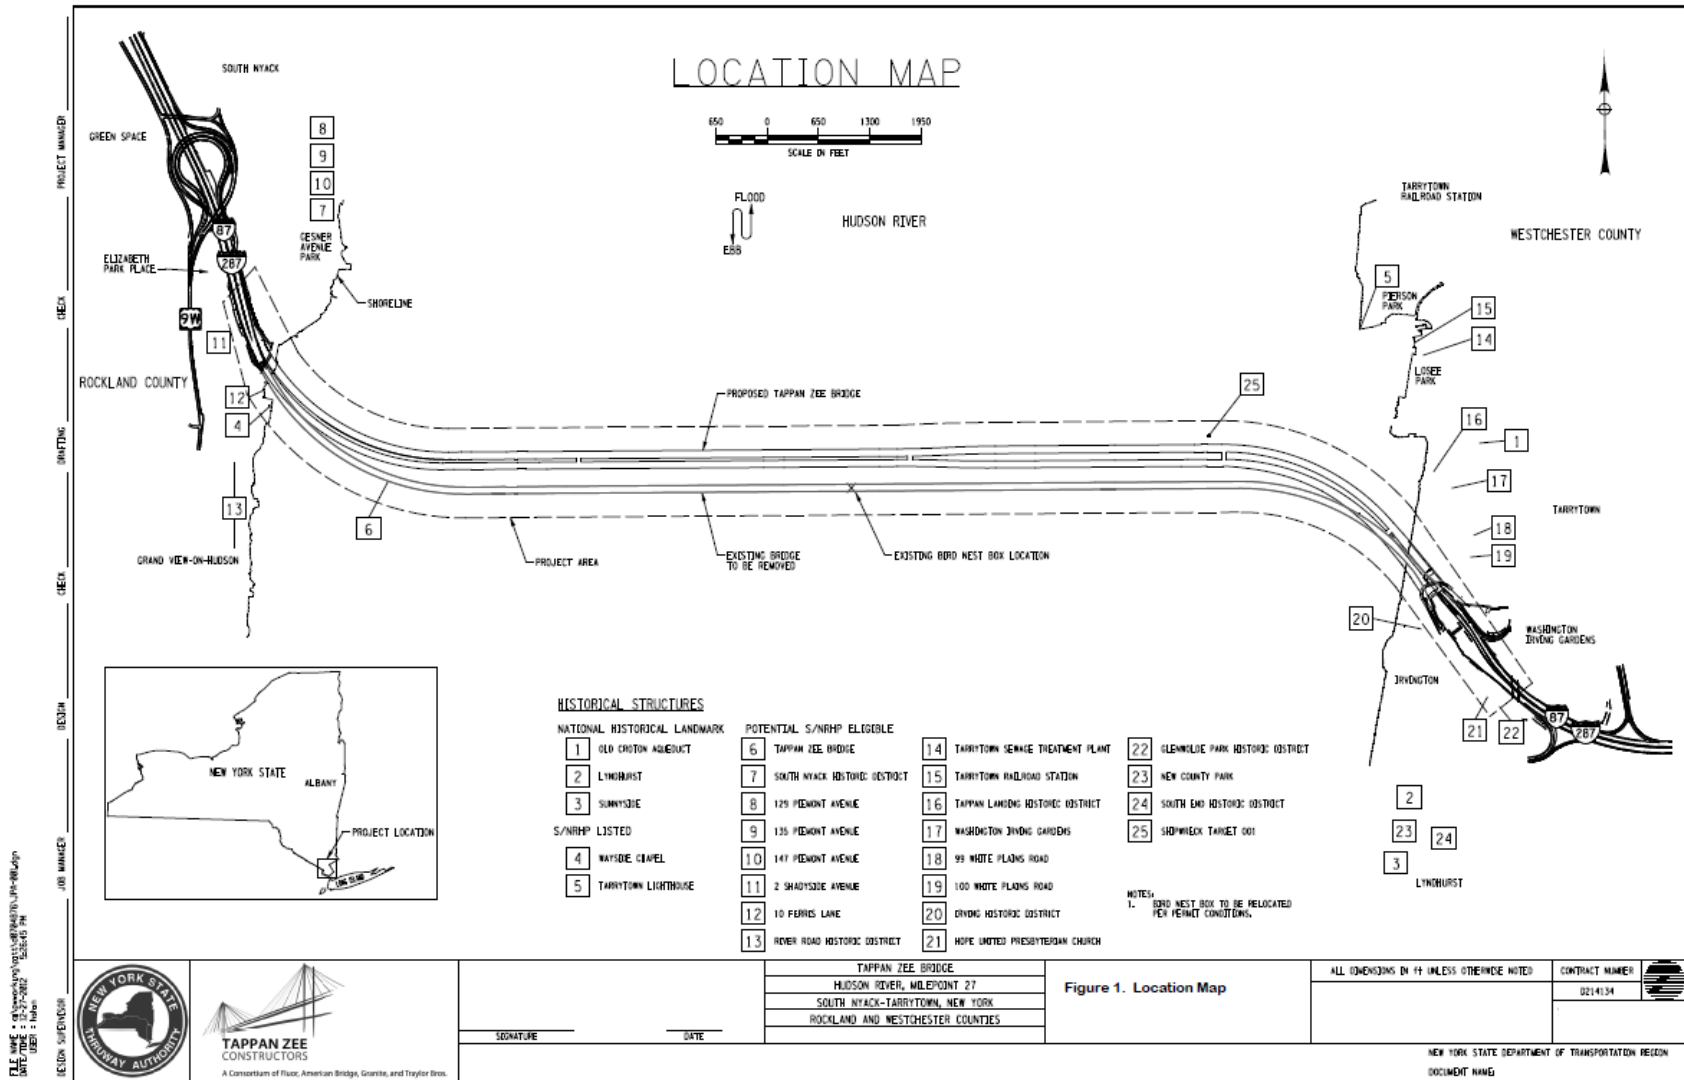 LOCATION MAP
650 0 650 1300 1950
SCALE IN FEET
FLOOD
EBB
HUDSON RIVER
SOUTH NYACK
GREEN SPACE
8
9
10
7
GESNER
AVENUE
PARK
87
287
ELIZABETH
PARK PLACE
SHORELINE
9W
11
ROCKLAND COUNTY
12
4
13
GRAND VIEW-ON-HUDSON
6
PROPOSED TAPPAN ZEE BRIDGE
PROJECT AREA
EXISTING BRIDGE
TO BE REMOVED
EXISTING BIRD NEST BOX LOCATION
25
TARRYTOWN
RAILROAD STATION
WESTCHESTER COUNTY
5
PIERSON
PARK
15
14
LOSEE
PARK
16
1
17
TARRYTOWN
18
19
20
WASHINGTON
IRVING GARDENS
IRVINGTON
21
22
87
287
2
23
24
3
LYNDHURST
NEW YORK STATE
ALBANY
PROJECT LOCATION
LONG ISLAND
HISTORICAL STRUCTURES
NATIONAL HISTORICAL LANDMARK
1 OLD CROTON AQUEDUCT
2 LYNDHURST
3 SUNNYSIDE
S/NRHP LISTED
4 WAYSIDE CHAPEL
5 TARRYTOWN LIGHTHOUSE
POTENTIAL S/NRHP ELIGIBLE
6 TAPPAN ZEE BRIDGE
7 SOUTH NYACK HISTORIC DISTRICT
8 129 PIEMONT AVENUE
9 135 PIEMONT AVENUE
10 147 PIEMONT AVENUE
11 2 SHADYSIDE AVENUE
12 10 FERRIS LANE
13 RIVER ROAD HISTORIC DISTRICT
14 TARRYTOWN SEWAGE TREATMENT PLANT
15 TARRYTOWN RAILROAD STATION
16 TAPPAN LANDING HISTORIC DISTRICT
17 WASHINGTON IRVING GARDENS
18 99 WHITE PLAINS ROAD
19 100 WHITE PLAINS ROAD
20 IRVING HISTORIC DISTRICT
21 HOPE UNITED PRESBYTERIAN CHURCH
22 GLENWOLDE PARK HISTORIC DISTRICT
23 NEW COUNTY PARK
24 SOUTH END HISTORIC DISTRICT
25 SHIPWRECK TARGET 001
NOTES:
1. BIRD NEST BOX TO BE RELOCATED
PER PERMIT CONDITIONS.
PROJECT MANAGER
CHECK
DRAFTING
CHECK
DESIGN
JOB MANAGER
DESIGN SUPERVISOR
DATE/TIME = 12-27-2012
USER =
NEW YORK STATE
THRUWAY AUTHORITY
TAPPAN ZEE
CONSTRUCTORS
A Consortium of Fluor, American Bridge, Granite, and Traylor Bros.
SIGNATURE DATE
TAPPAN ZEE BRIDGE
HUDSON RIVER, MILEPOINT 27
SOUTH NYACK-TARRYTOWN, NEW YORK
ROCKLAND AND WESTCHESTER COUNTIES
Figure 1. Location Map
ALL DIMENSIONS IN ft UNLESS OTHERWISE NOTED
CONTRACT NUMBER
D214134
NEW YORK STATE DEPARTMENT OF TRANSPORTATION REGION
DOCUMENT NAME: